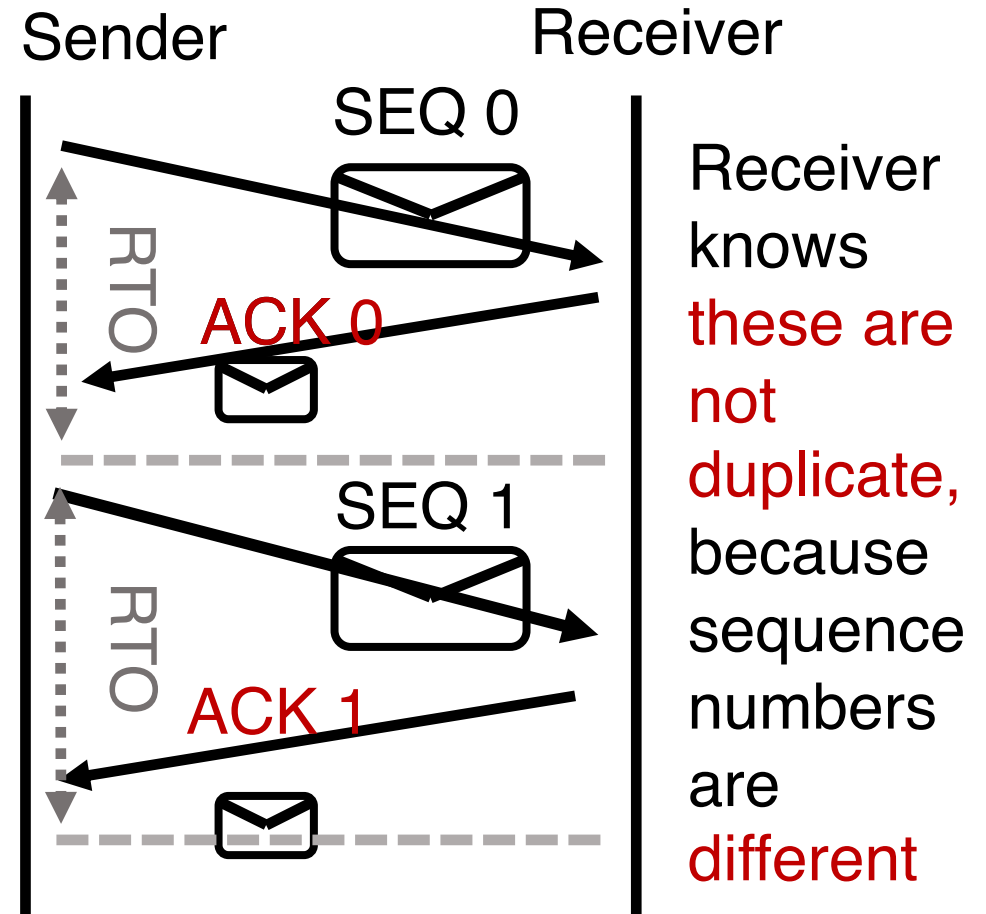 Sender
Receiver
SEQ 0
RTO
ACK 0
SEQ 1
RTO
ACK 1
Receiver
knows
these are
not
duplicate,
because
sequence
numbers
are
different